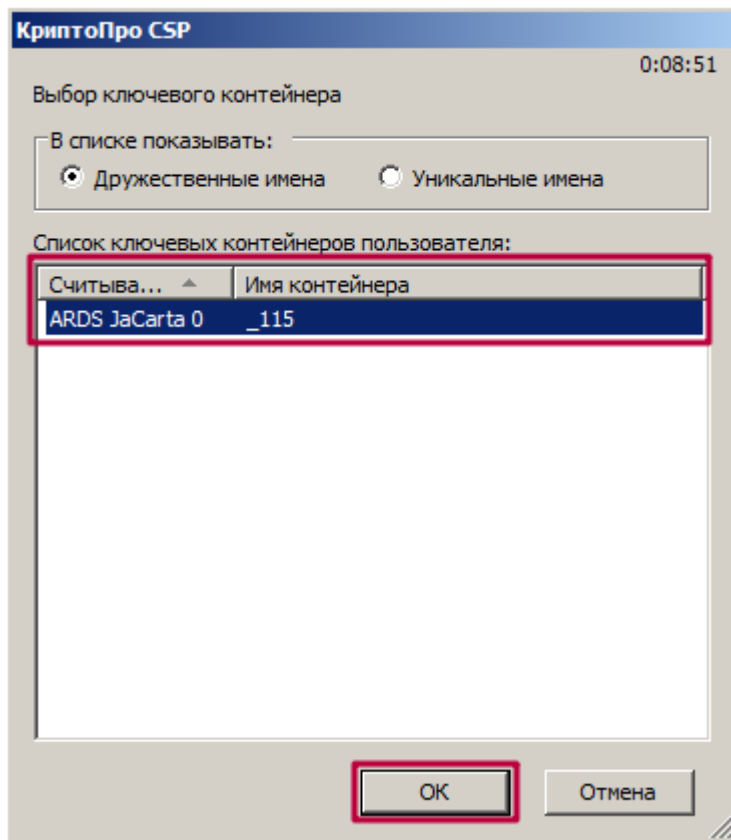 КриптоПро CSP
0:08:51
Выбор ключевого контейнера
В списке показывать:
Дружественные имена Уникальные имена
Список ключевых контейнеров пользователя:
Считыва... Имя контейнера
ARDS JaCarta 0 _115
ОК Отмена